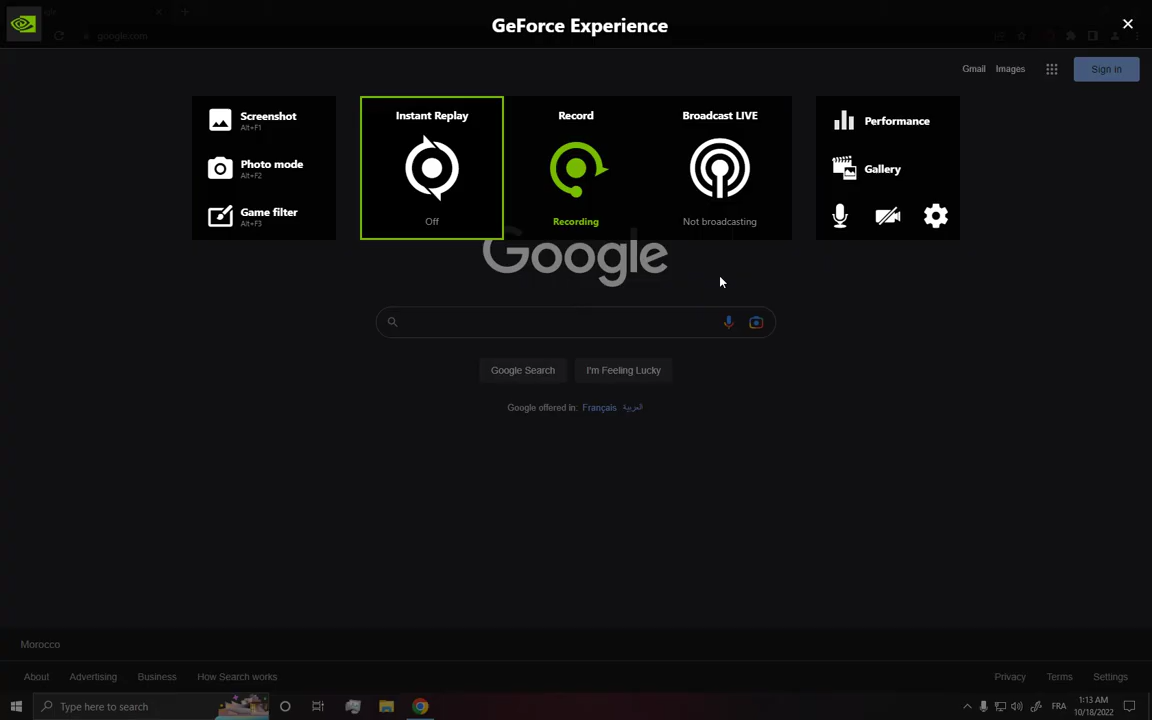 GeForce Experience
google.com
Gmail Images Sign in
Screenshot
Alt+F1
Photo mode
Alt+F2
Game filter
Alt+F3
Instant Replay
Off
Record
Recording
Broadcast LIVE
Not broadcasting
Performance
Gallery
Google
Google Search I'm Feeling Lucky
Google offered in: Français العربية
Morocco
About Advertising Business How Search works Privacy Terms Settings
Type here to search
FRA
1:13 AM
10/18/2022